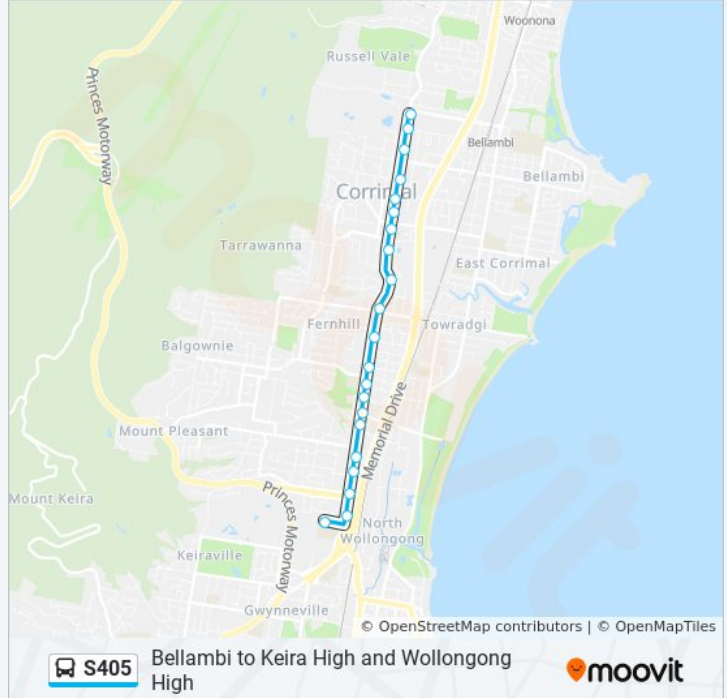 Woonona
Russell Vale
Princes Motorway
Bellambi
Bellambi
Corrimal
Tarrawanna
East Corrimal
Fernhill
Towradgi
Balgownie
Memorial Drive
Mount Pleasant
Mount Keira
Princes Motorway
North
Wollongong
Keiraville
Gwynneville
© OpenStreetMap contributors | © OpenMapTiles
S405
Bellambi to Keira High and Wollongong
High
moovit